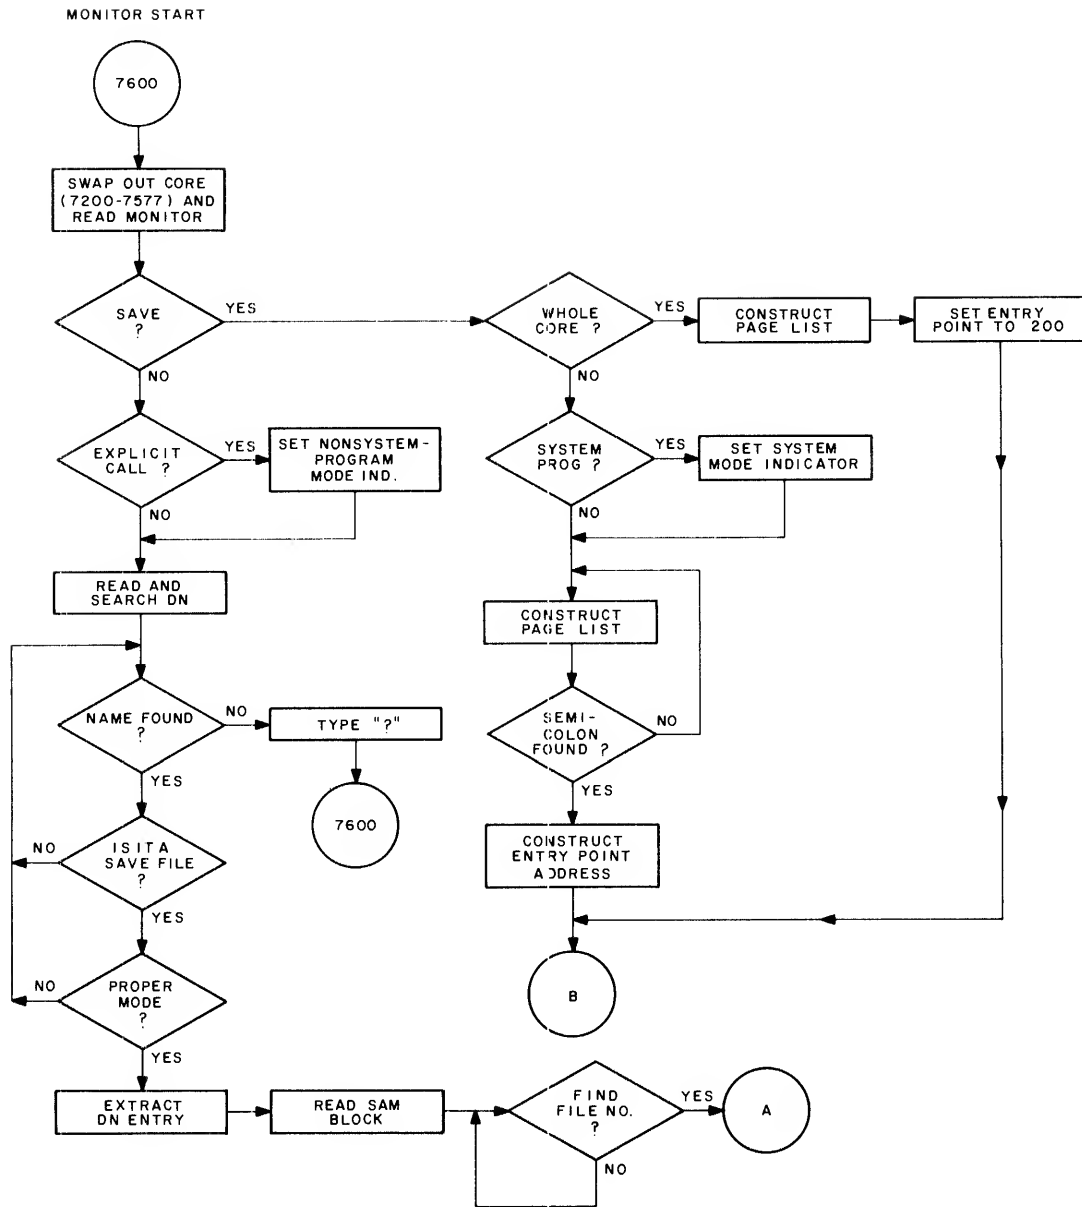 MONITOR START
7600
SWAP OUT CORE
(7200-7577) AND
READ MONITOR
SAVE
?
YES
NO
WHOLE
CORE ?
YES
NO
CONSTRUCT
PAGE LIST
SET ENTRY
POINT TO 200
EXPLICIT
CALL ?
YES
NO
SET NONSYSTEM-
PROGRAM
MODE IND.
SYSTEM
PROG ?
YES
NO
SET SYSTEM
MODE INDICATOR
READ AND
SEARCH DN
CONSTRUCT
PAGE LIST
NAME FOUND
?
NO
YES
TYPE "?"
7600
SEMI-
COLON
FOUND ?
NO
YES
IS IT A
SAVE FILE
?
NO
YES
CONSTRUCT
ENTRY POINT
ADDRESS
PROPER
MODE
?
NO
YES
B
EXTRACT
DN ENTRY
READ SAM
BLOCK
FIND
FILE NO.
?
YES
NO
A